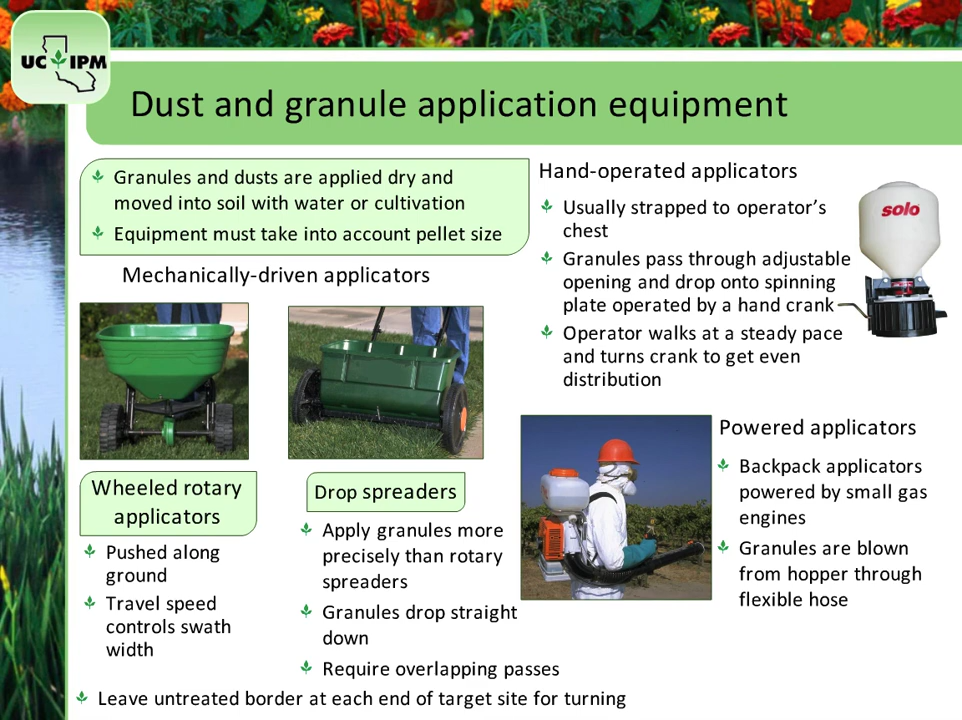 UC IPM
Dust and granule application equipment
Granules and dusts are applied dry and
moved into soil with water or cultivation
Equipment must take into account pellet size
Mechanically-driven applicators
Wheeled rotary
applicators
Pushed along
ground
Travel speed
controls swath
width
Drop spreaders
Apply granules more
precisely than rotary
spreaders
Granules drop straight
down
Require overlapping passes
Leave untreated border at each end of target site for turning
Hand-operated applicators
Usually strapped to operator’s
chest
Granules pass through adjustable
opening and drop onto spinning
plate operated by a hand crank
Operator walks at a steady pace
and turns crank to get even
distribution
solo
Powered applicators
Backpack applicators
powered by small gas
engines
Granules are blown
from hopper through
flexible hose